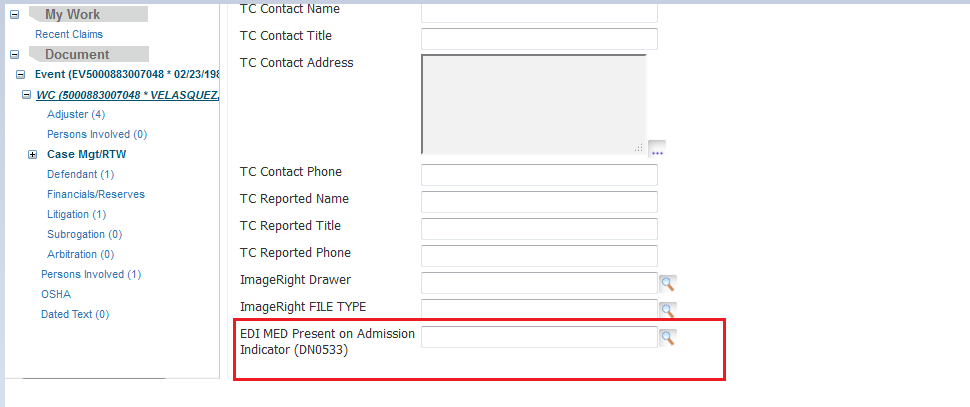 My Work
Recent Claims
Document
Event (EV5000883007048 * 02/23/198
WC (5000883007048 * VELASQUEZ,
Adjuster (4)
Persons Involved (0)
Case Mgt/RTW
Defendant (1)
Financials/Reserves
Litigation (1)
Subrogation (0)
Arbitration (0)
Persons Involved (1)
OSHA
Dated Text (0)
TC Contact Name
TC Contact Title
TC Contact Address
...
TC Contact Phone
TC Reported Name
TC Reported Title
TC Reported Phone
ImageRight Drawer
ImageRight FILE TYPE
EDI MED Present on Admission
Indicator (DN0533)